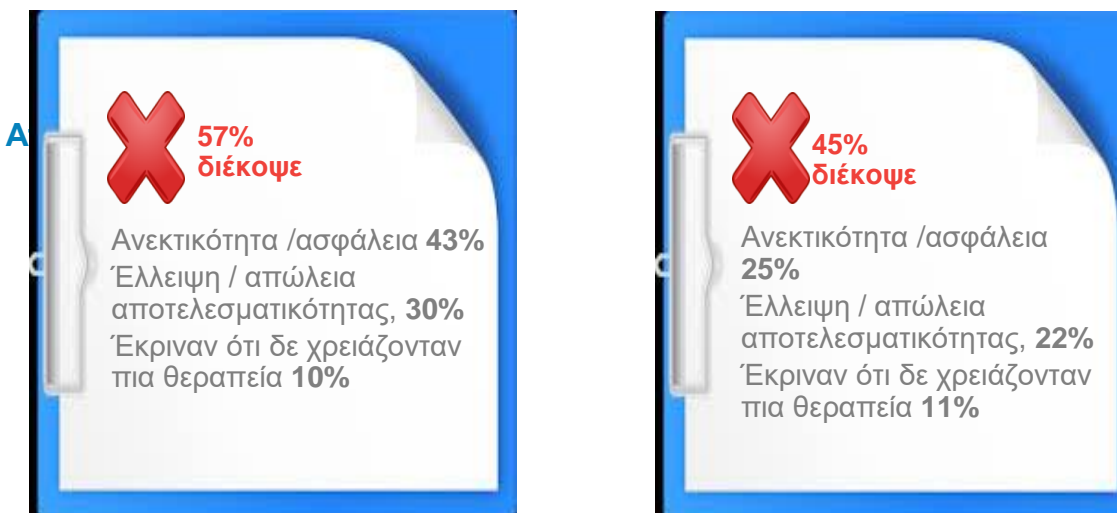 Α
57%
διέκοψε
Ανεκτικότητα /ασφάλεια 43%
Έλλειψη / απώλεια
αποτελεσματικότητας, 30%
Έκριναν ότι δε χρειάζονταν
πια θεραπεία 10%
45%
διέκοψε
Ανεκτικότητα /ασφάλεια
25%
Έλλειψη / απώλεια
αποτελεσματικότητας, 22%
Έκριναν ότι δε χρειάζονταν
πια θεραπεία 11%